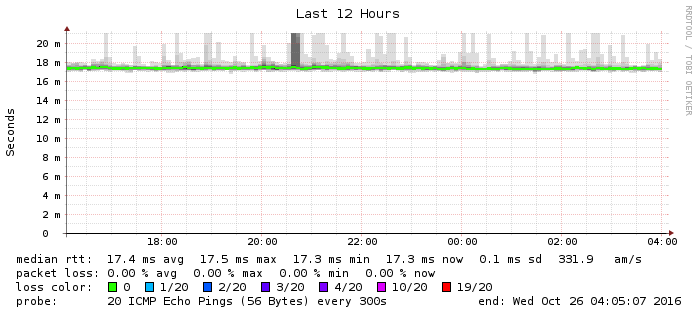 Last 12 Hours
RRDTOOL / TOBI OETIKER
Seconds
20 m
18 m
16 m
14 m
12 m
10 m
8 m
6 m
4 m
2 m
0
18:00 20:00 22:00 00:00 02:00 04:00
median rtt: 17.4 ms avg 17.5 ms max 17.3 ms min 17.3 ms now 0.1 ms sd 331.9 am/s
packet loss: 0.00 % avg 0.00 % max 0.00 % min 0.00 % now
loss color: 0 1/20 2/20 3/20 4/20 10/20 19/20
probe: 20 ICMP Echo Pings (56 Bytes) every 300s end: Wed Oct 26 04:05:07 2016